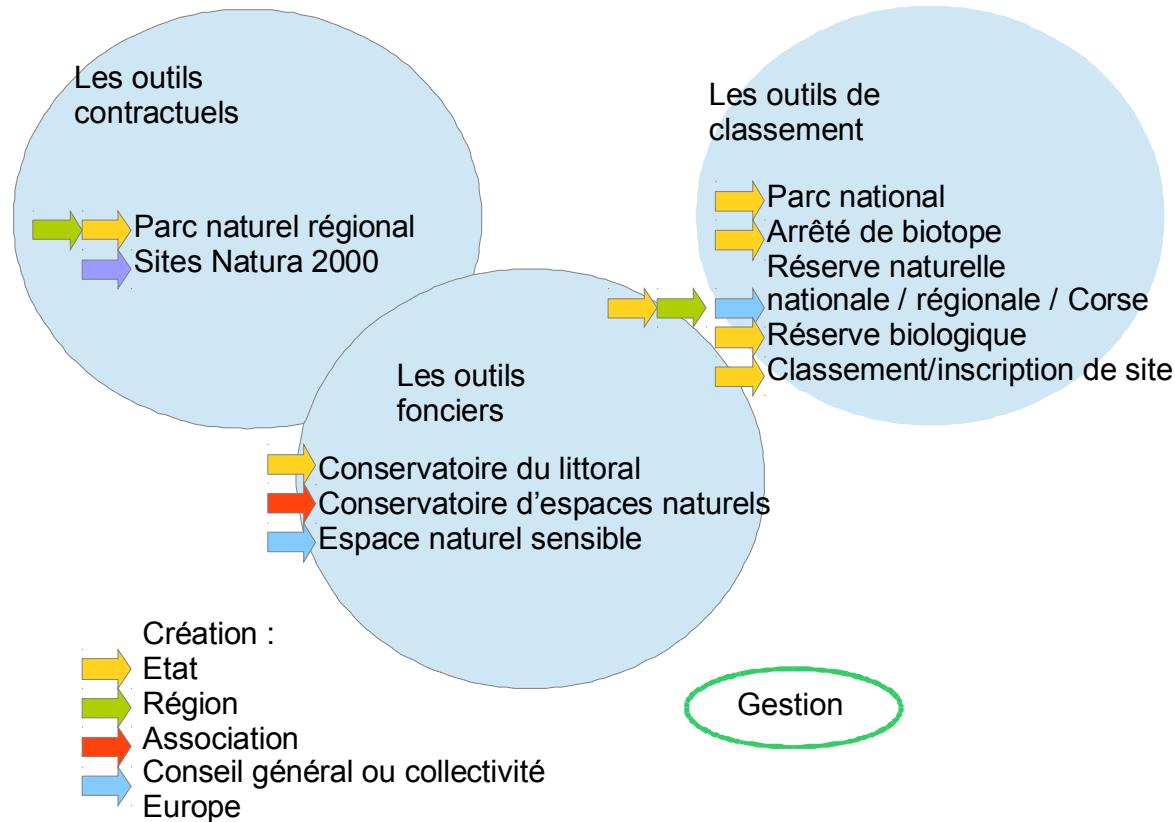 Les outils
contractuels
Parc naturel régional
Sites Natura 2000
Les outils de
classement
Parc national
Arrêté de biotope
Réserve naturelle
nationale / régionale / Corse
Réserve biologique
Classement/inscription de site
Les outils
fonciers
Conservatoire du littoral
Conservatoire d'espaces naturels
Espace naturel sensible
Création :
Etat
Région
Association
Conseil général ou collectivité
Europe
Gestion